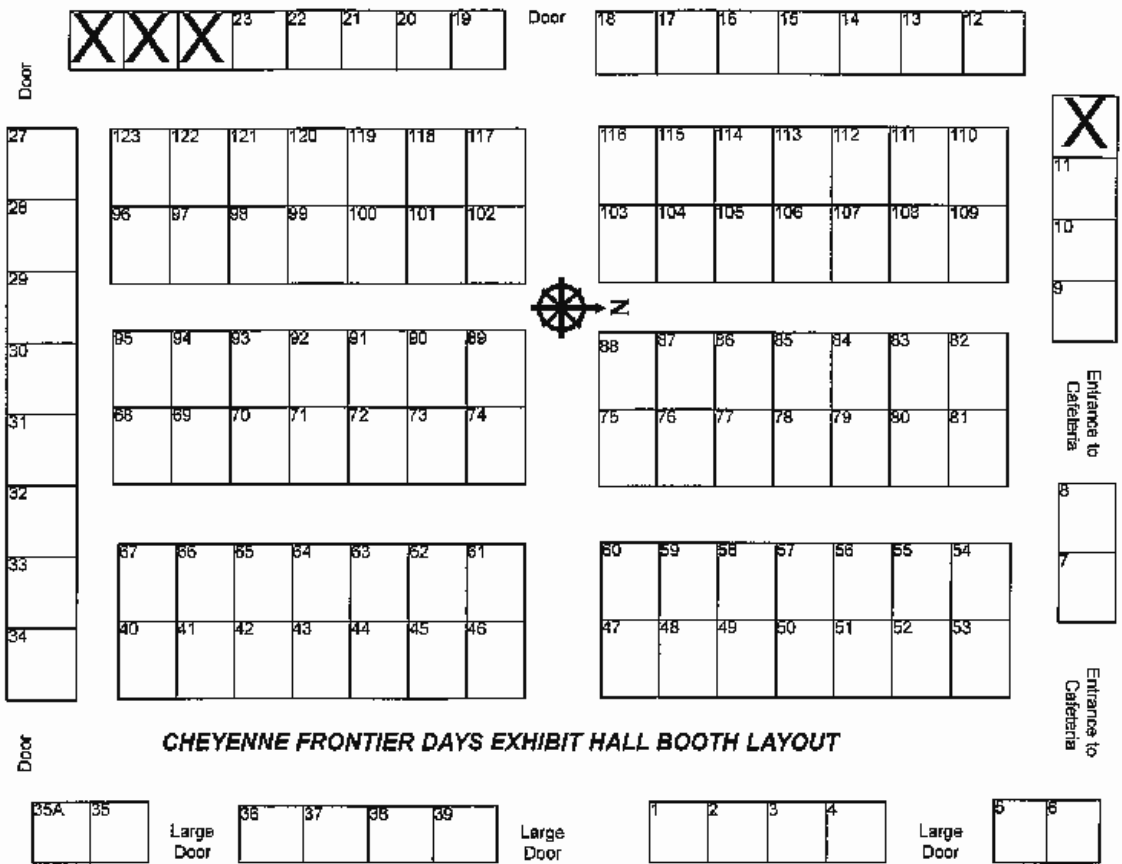 X X X 23 22 21 20 19 Door 18 17 16 15 14 13 12
Door
X
27 123 122 121 120 119 118 117 116 115 114 113 112 111 110
11
28 96 97 98 99 100 101 102 103 104 105 106 107 108 109
10
29
9
N
30 95 94 93 92 91 90 89 88 87 86 85 84 83 82
Entrance to
Cafeteria
31 68 69 70 71 72 73 74 75 76 77 78 79 80 81
32
8
33 67 66 65 64 63 62 61 60 59 58 57 56 55 54
7
34 40 41 42 43 44 45 46 47 48 49 50 51 52 53
Entrance to
Cafeteria
Door
CHEYENNE FRONTIER DAYS EXHIBIT HALL BOOTH LAYOUT
35A 35 36 37 38 39 1 2 3 4 5 6
Large
Door
Large
Door
Large
Door